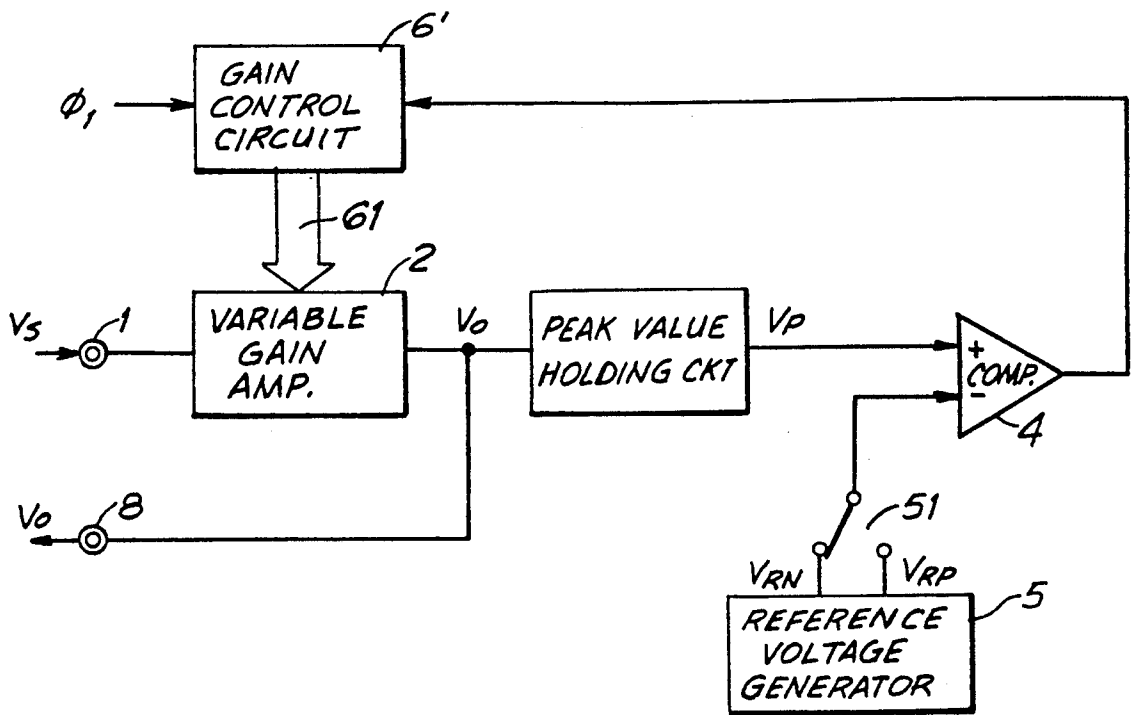 6'
GAIN
CONTROL
CIRCUIT
ϕ1
61
2
VS
1
VARIABLE
GAIN
AMP.
VO
PEAK VALUE
HOLDING CKT
VP
+
COMP.
-
4
VO
8
51
VRN
VRP
5
REFERENCE
VOLTAGE
GENERATOR